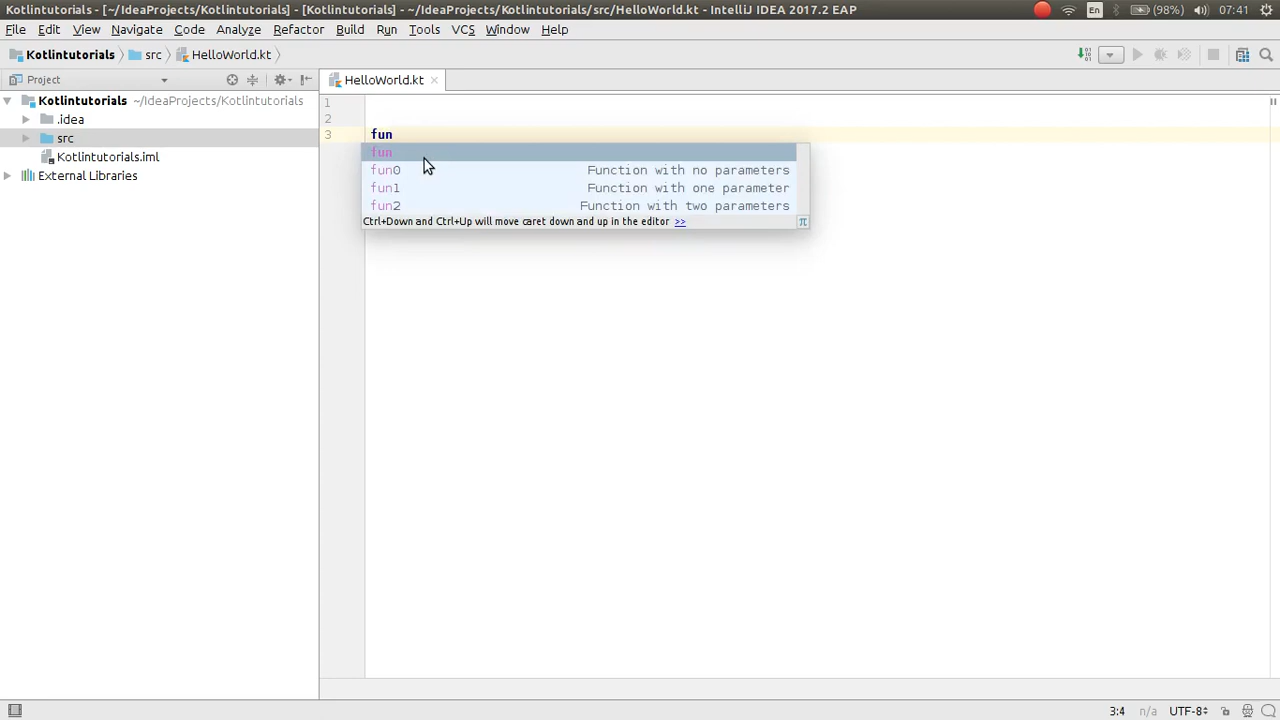 Kotlintutorials - [~/IdeaProjects/Kotlintutorials] - [Kotlintutorials] - ~/IdeaProjects/Kotlintutorials/src/HelloWorld.kt - IntelliJ IDEA 2017.2 EAP En (98%) 07:41
File Edit View Navigate Code Analyze Refactor Build Run Tools VCS Window Help
Kotlintutorials src HelloWorld.kt
Project HelloWorld.kt
Kotlintutorials ~/IdeaProjects/Kotlintutorials
.idea
src
Kotlintutorials.iml
External Libraries
1
2
3 fun
fun
fun0 Function with no parameters
fun1 Function with one parameter
fun2 Function with two parameters
Ctrl+Down and Ctrl+Up will move caret down and up in the editor >> π
3:4 n/a UTF-8